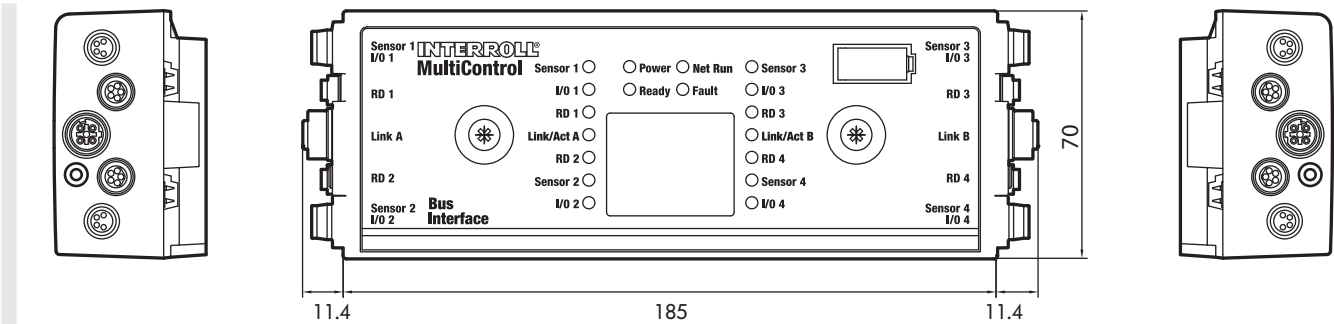 Sensor 1
I/O 1
INTERROLL®
MultiControl
RD 1
Link A
RD 2
Sensor 2
I/O 2
Bus
Interface
Sensor 1
I/O 1
RD 1
Link/Act A
RD 2
Sensor 2
I/O 2
Power Net Run
Ready Fault
Sensor 3
I/O 3
RD 3
Link/Act B
RD 4
Sensor 4
I/O 4
Sensor 3
I/O 3
RD 3
Link B
RD 4
Sensor 4
I/O 4
70
11.4
185
11.4